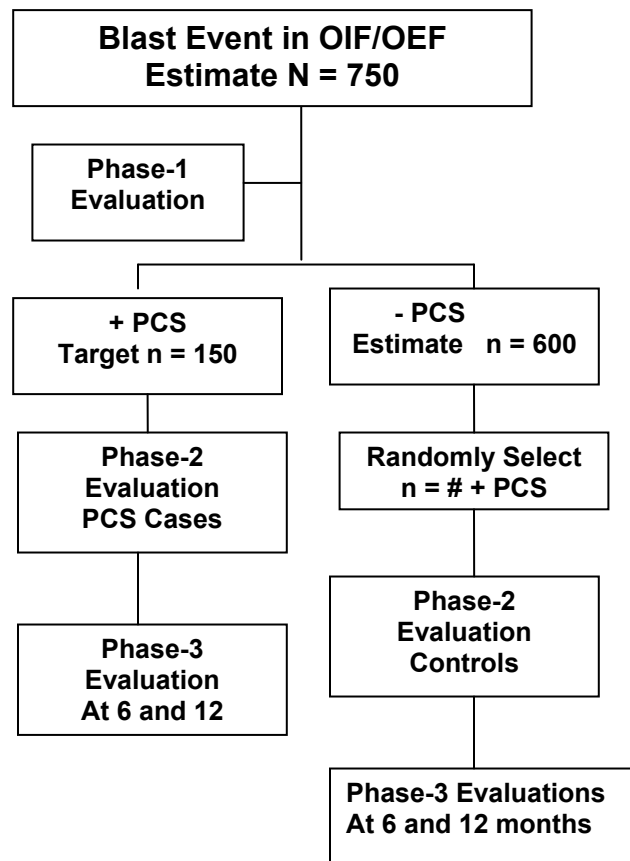 Blast Event in OIF/OEF
Estimate N = 750
Phase-1
Evaluation
+ PCS
Target n = 150
- PCS
Estimate n = 600
Phase-2
Evaluation
PCS Cases
Randomly Select
n = # + PCS
Phase-3
Evaluation
At 6 and 12
Phase-2
Evaluation
Controls
Phase-3 Evaluations
At 6 and 12 months